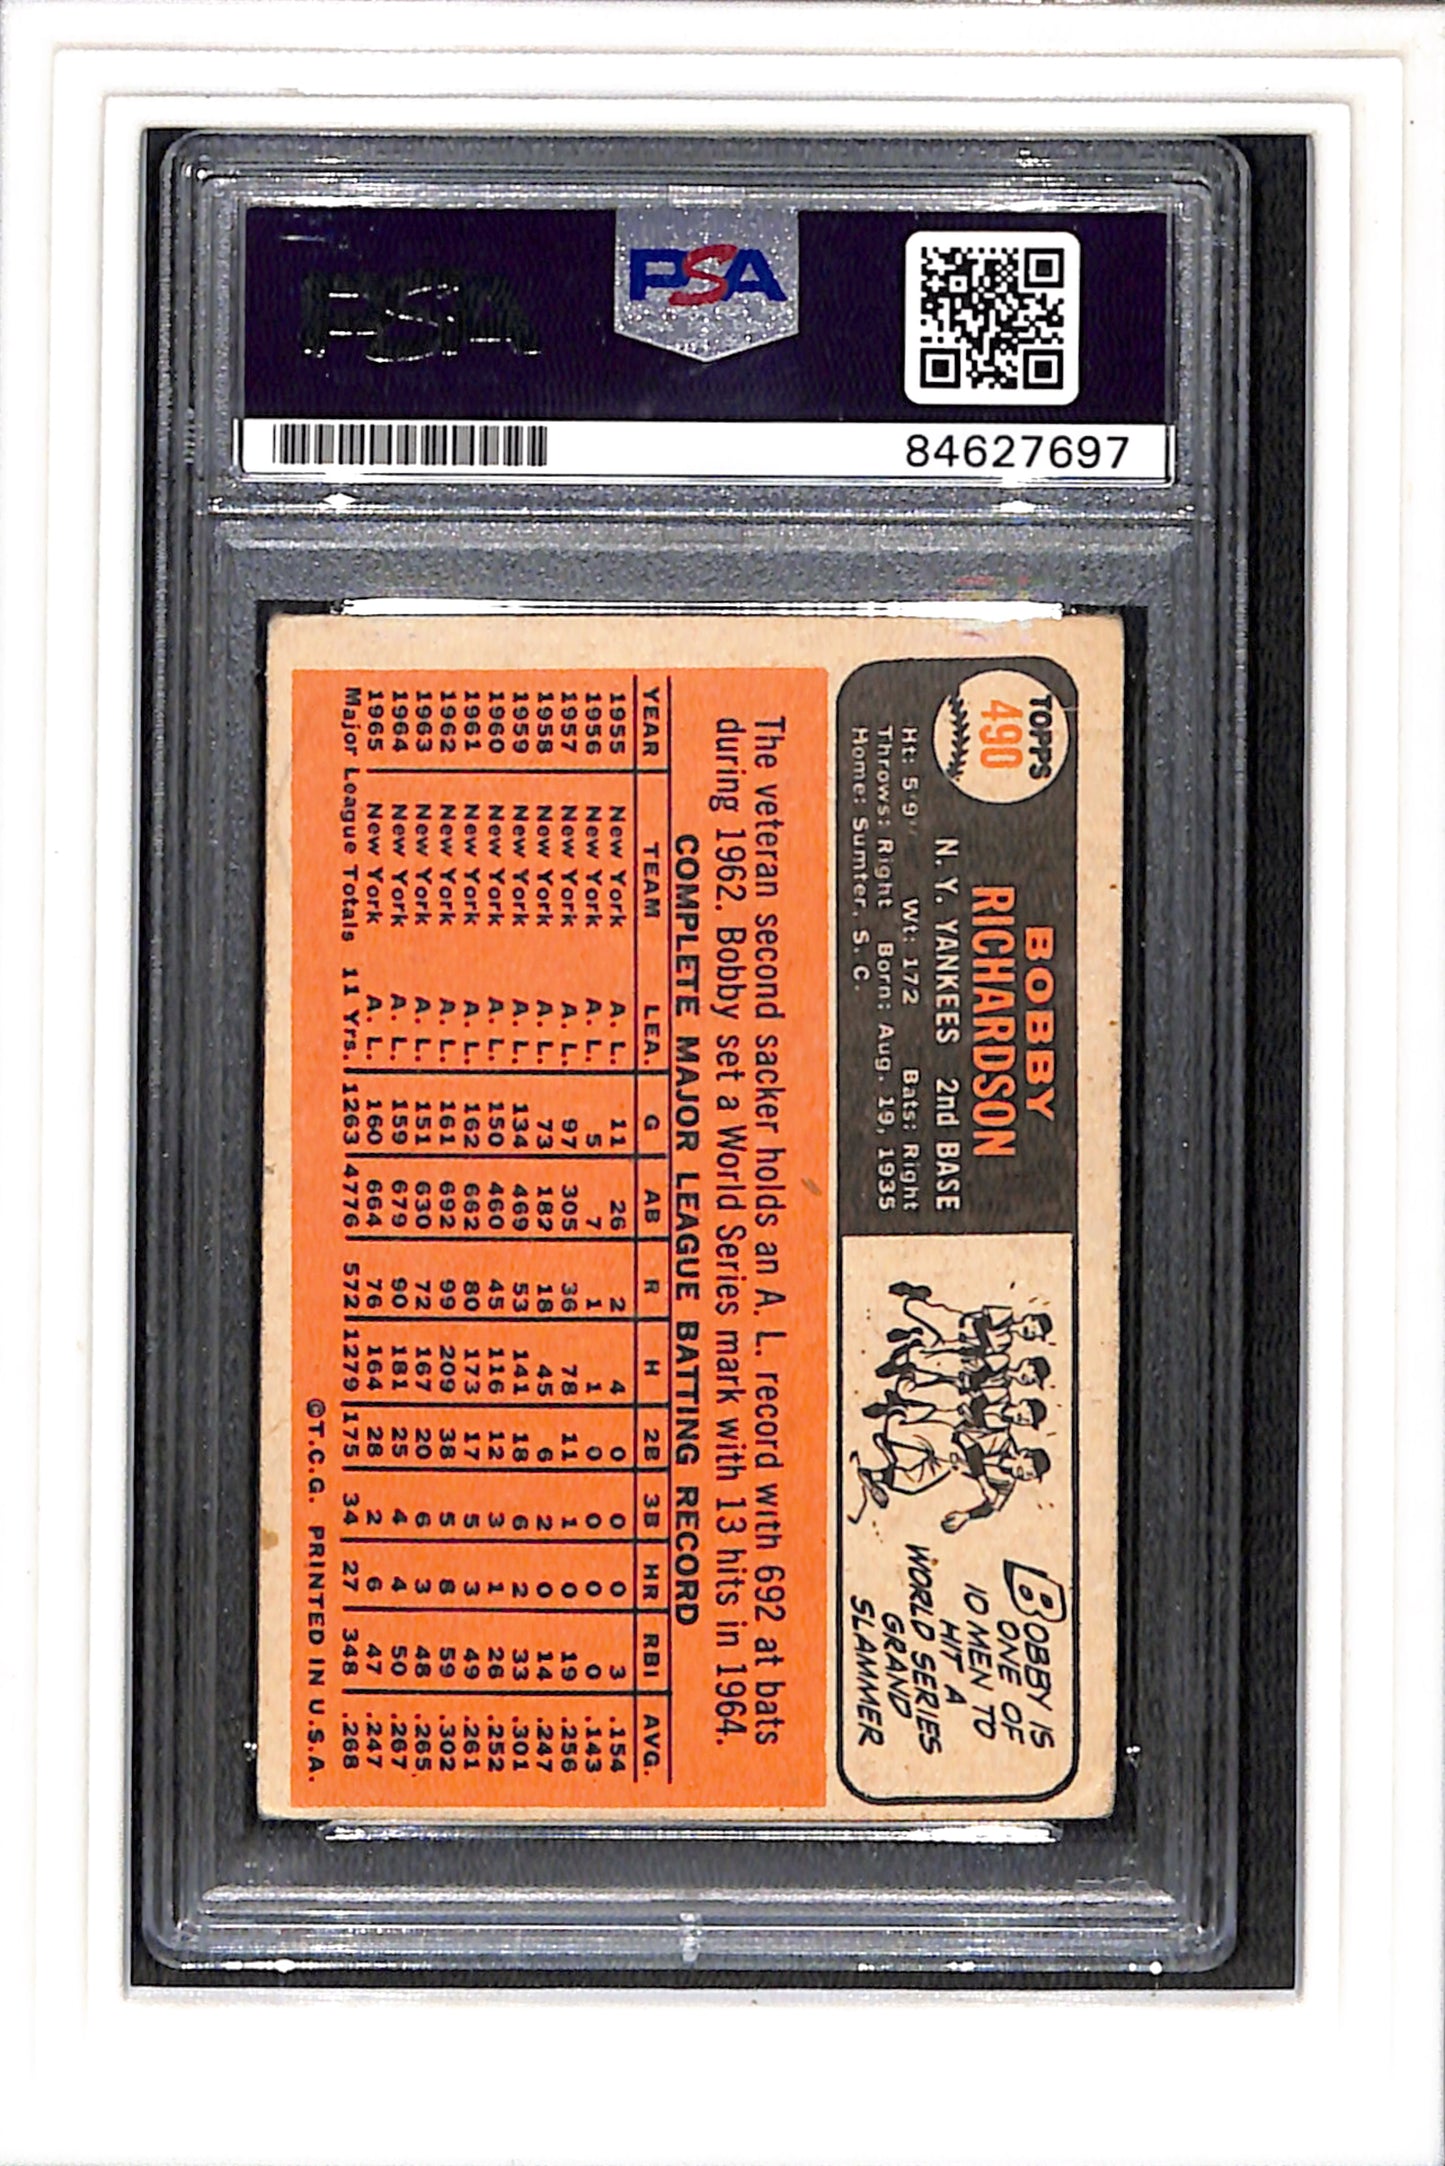 PSA
PSA
84627697
TOPPS
490
BOBBY
RICHARDSON
N. Y. YANKEES 2nd BASE
Ht: 5'9" Wt: 172 Bats: Right
Throws: Right Born: Aug. 19, 1935
Home: Sumter, S. C.
BOBBY IS
ONE OF
10 MEN TO
HIT A
WORLD SERIES
GRAND
SLAMMER
The veteran second sacker holds an A. L. record with 692 at bats
during 1962. Bobby set a World Series mark with 13 hits in 1964.
COMPLETE MAJOR LEAGUE BATTING RECORD
YEAR TEAM LEA. G AB R H 2B 3B HR RBI AVG.
1955 New York A. L. 11 26 2 4 0 0 0 3 .154
1956 New York A. L. 5 7 1 1 0 0 0 0 .143
1957 New York A. L. 97 305 36 78 11 1 0 19 .256
1958 New York A. L. 73 182 18 45 6 2 0 14 .247
1959 New York A. L. 134 469 53 141 18 6 2 33 .301
1960 New York A. L. 150 460 45 116 12 3 1 26 .252
1961 New York A. L. 162 662 80 173 17 5 3 49 .261
1962 New York A. L. 161 692 99 209 38 5 8 59 .302
1963 New York A. L. 151 630 72 167 20 6 3 48 .265
1964 New York A. L. 159 679 90 181 25 4 4 50 .267
1965 New York A. L. 160 664 76 164 28 2 6 47 .247
Major League Totals 11 Yrs. 1263 4776 572 1279 175 34 27 348 .268
©T.C.G. PRINTED IN U.S.A.